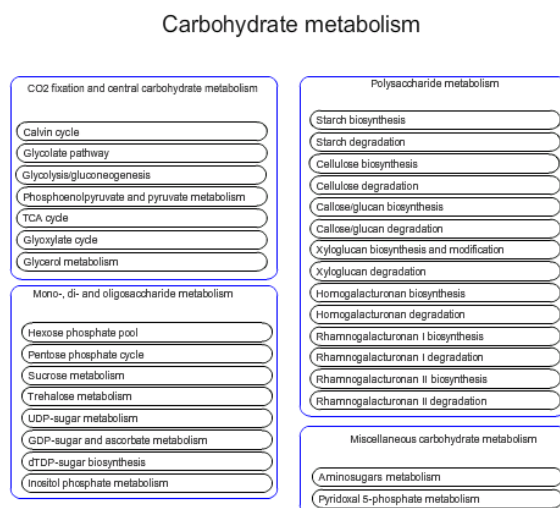 Carbohydrate metabolism
CO2 fixation and central carbohydrate metabolism
Calvin cycle
Glycolate pathway
Glycolysis/gluconeogenesis
Phosphoenolpyruvate and pyruvate metabolism
TCA cycle
Glyoxylate cycle
Glycerol metabolism
Mono-, di- and oligosaccharide metabolism
Hexose phosphate pool
Pentose phosphate cycle
Sucrose metabolism
Trehalose metabolism
UDP-sugar metabolism
GDP-sugar and ascorbate metabolism
dTDP-sugar biosynthesis
Inositol phosphate metabolism
Polysaccharide metabolism
Starch biosynthesis
Starch degradation
Cellulose biosynthesis
Cellulose degradation
Callose/glucan biosynthesis
Callose/glucan degradation
Xyloglucan biosynthesis and modification
Xyloglucan degradation
Homogalacturonan biosynthesis
Homogalacturonan degradation
Rhamnogalacturonan I biosynthesis
Rhamnogalacturonan I degradation
Rhamnogalacturonan II biosynthesis
Rhamnogalacturonan II degradation
Miscellaneous carbohydrate metabolism
Aminosugars metabolism
Pyridoxal 5-phosphate metabolism